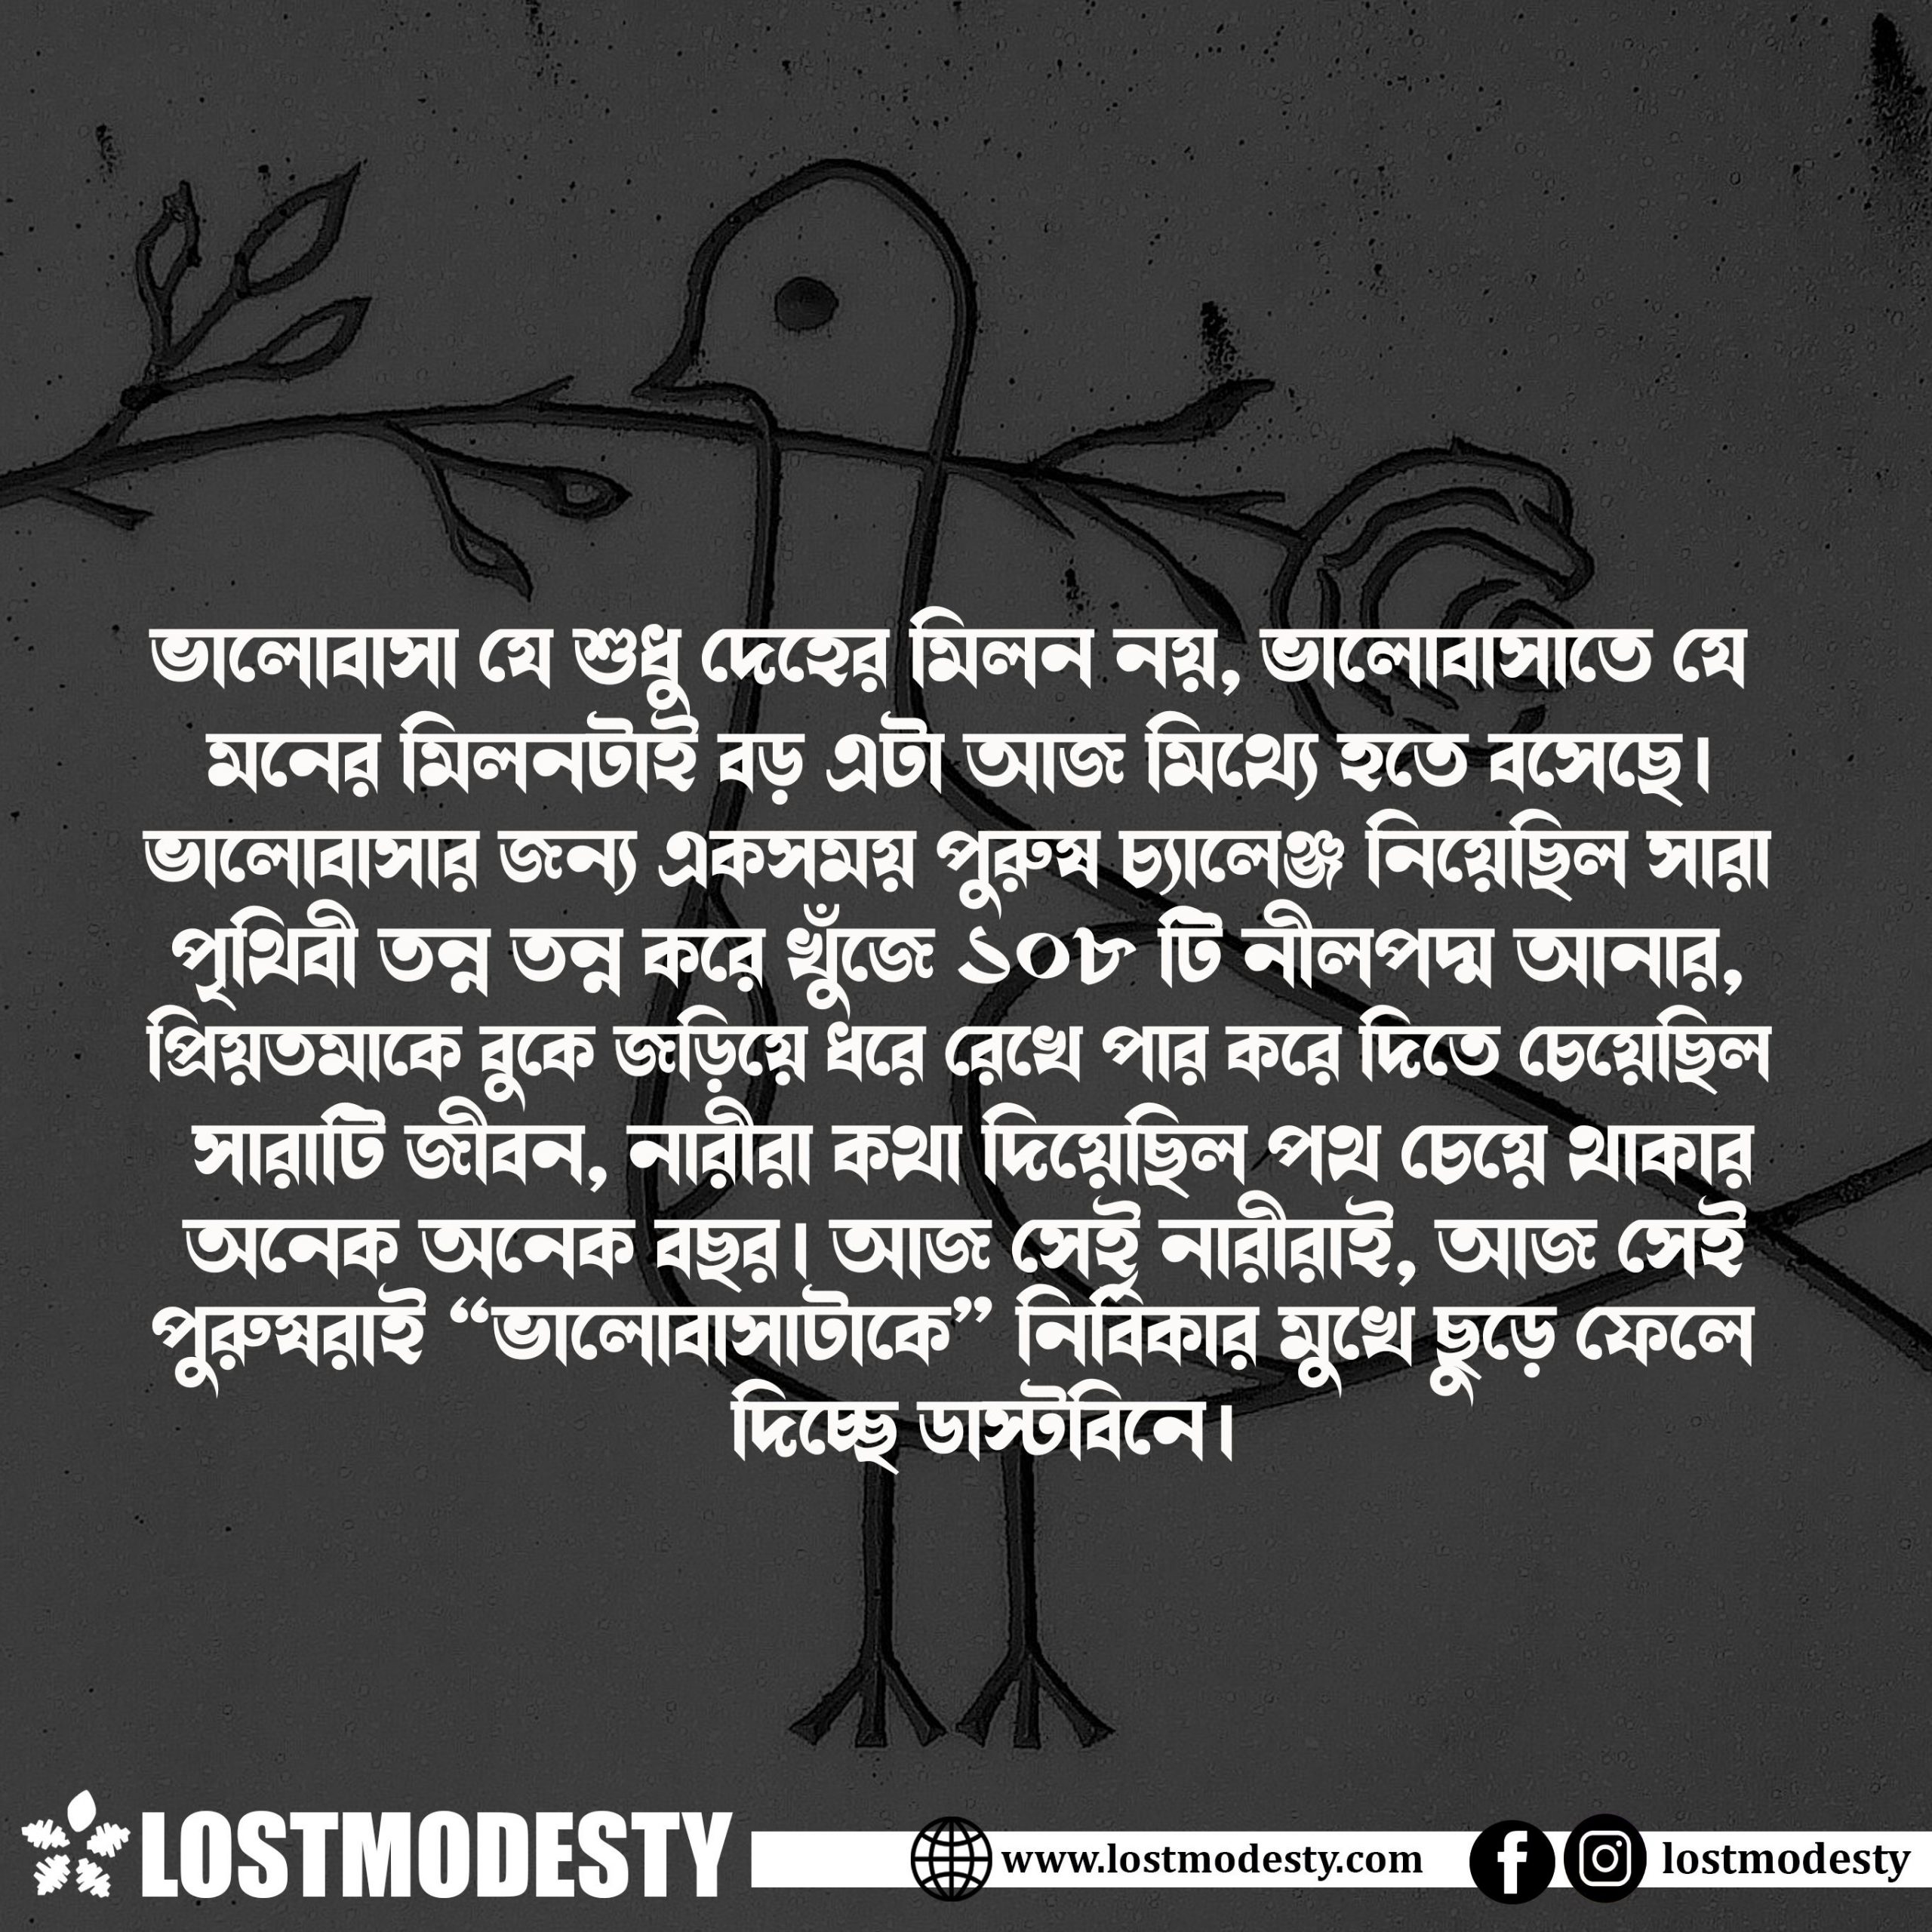 ভালোবাসা যে শুধু দেহের মিলন নয়, ভালোবাসাতে যে
মনের মিলনটাই বড় এটা আজ মিথ্যে হতে বসেছে।
ভালোবাসার জন্য একসময় পুরুষ চ্যালেঞ্জ নিয়েছিল সারা
পৃথিবী তন্ন তন্ন করে খুঁজে ১০৮ টি নীলপদ্ম আনার,
প্রিয়তমাকে বুকে জড়িয়ে ধরে রেখে পার করে দিতে চেয়েছিল
সারাটি জীবন, নারীরা কথা দিয়েছিল পথ চেয়ে থাকার
অনেক অনেক বছর। আজ সেই নারীরাই, আজ সেই
পুরুষরাই “ভালোবাসাটাকে” নির্বিকার মুখে ছুড়ে ফেলে
দিচ্ছে ডাস্টবিনে।
LOSTMODESTY www.lostmodesty.com lostmodesty